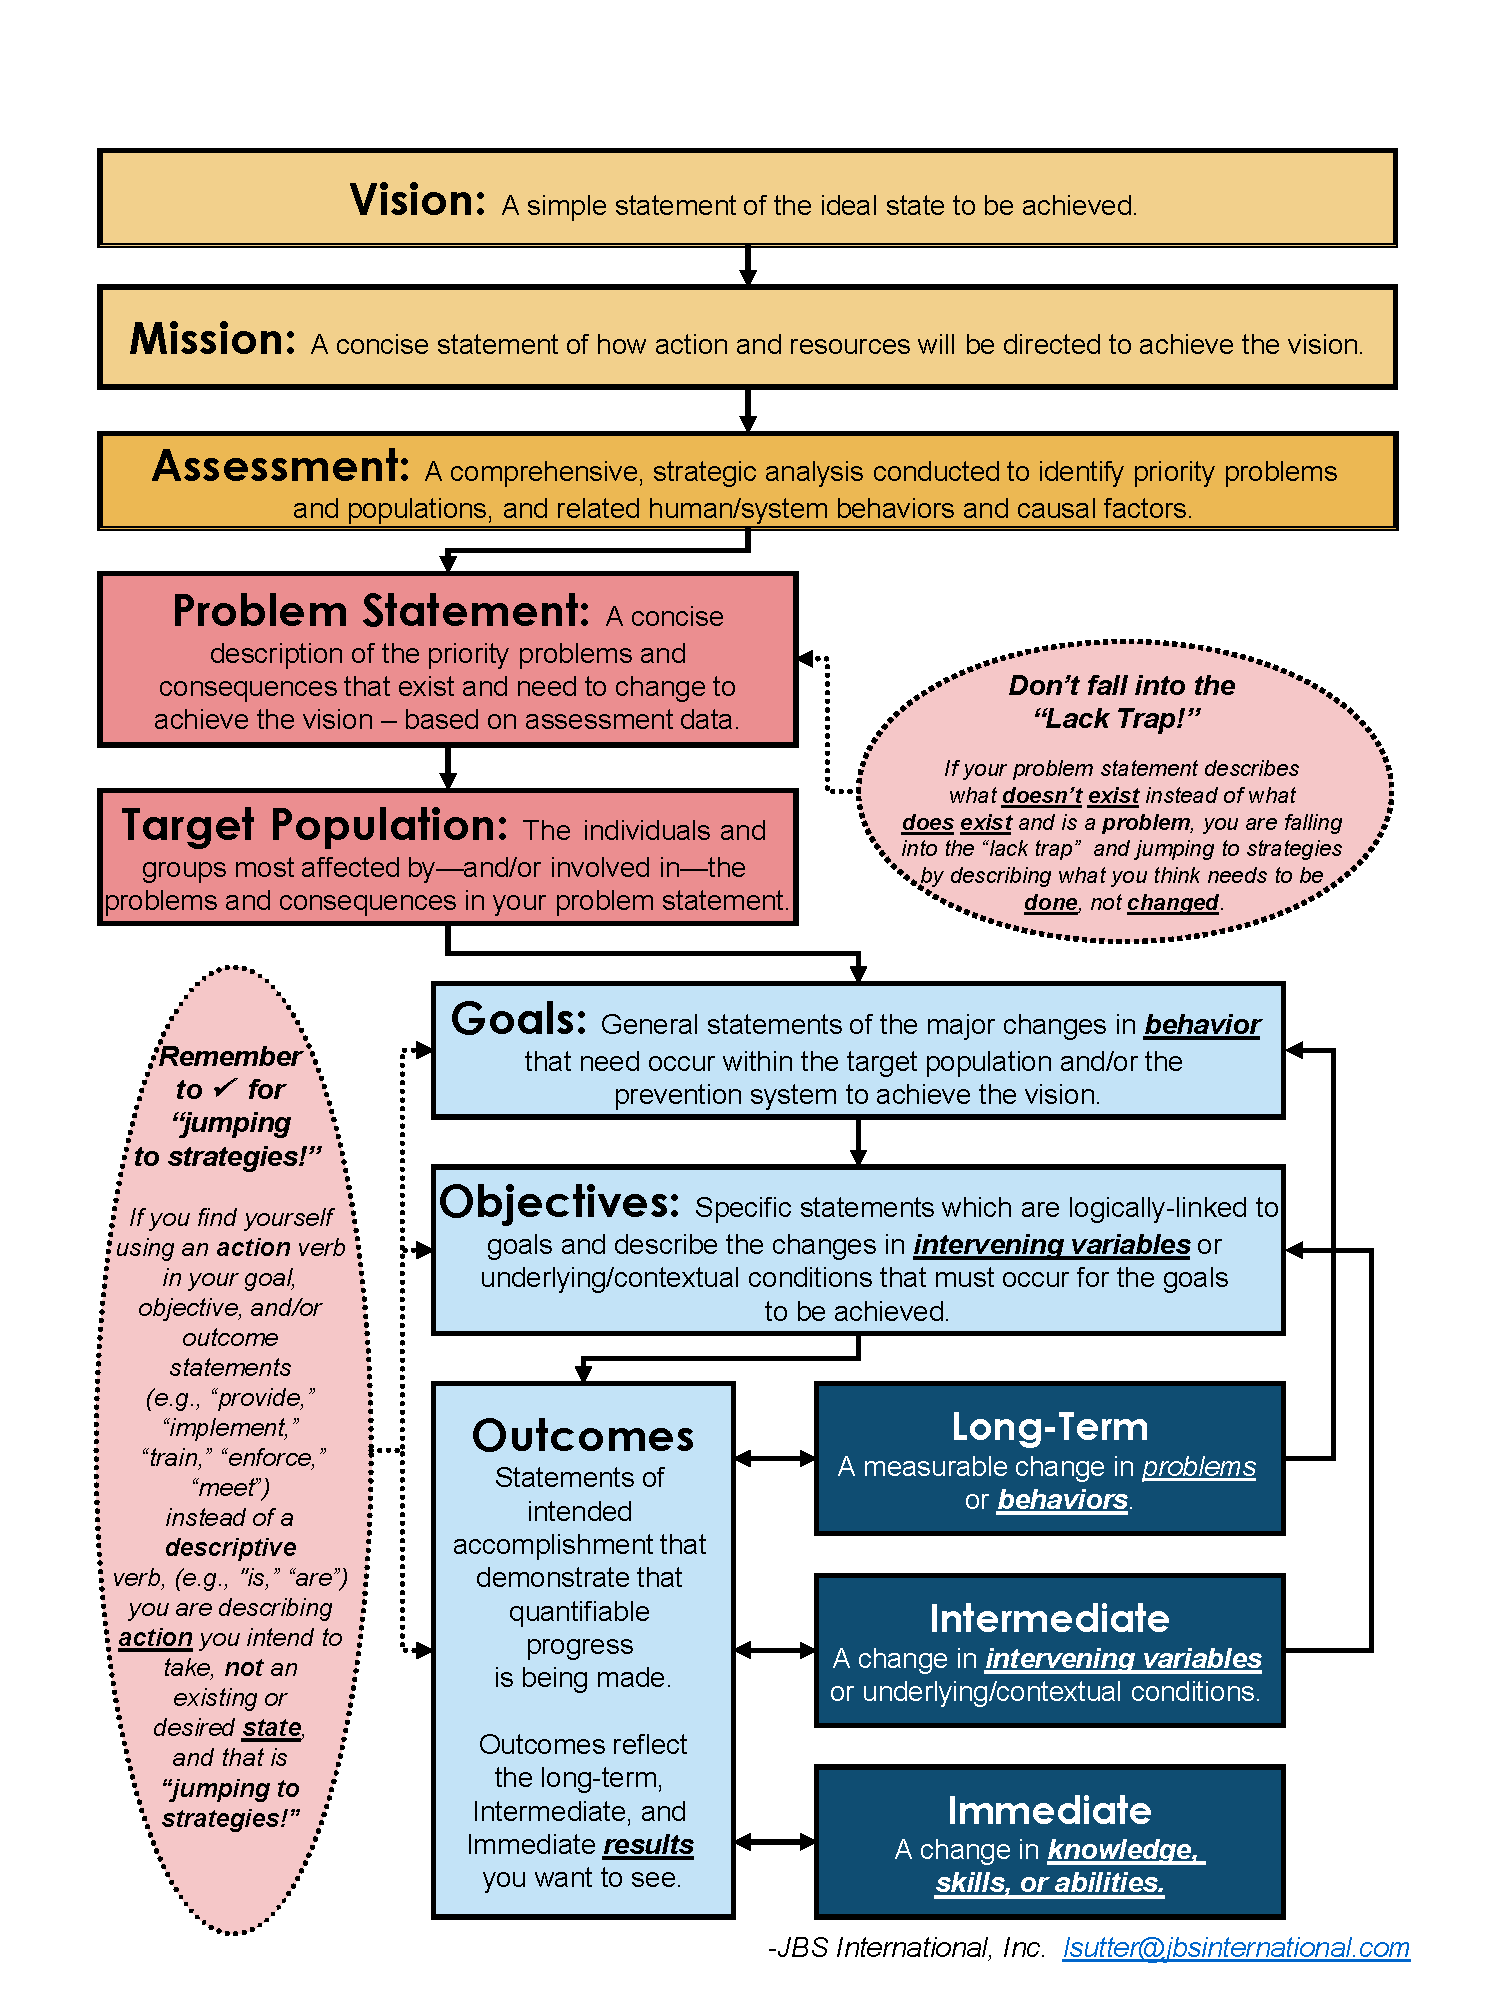 Vision: A simple statement of the ideal state to be achieved.
Mission: A concise statement of how action and resources will be directed to achieve the vision.
Assessment: A comprehensive, strategic analysis conducted to identify priority problems
and populations, and related human/system behaviors and causal factors.
Problem Statement: A concise
description of the priority problems and
consequences that exist and need to change to
achieve the vision – based on assessment data.
Don’t fall into the
“Lack Trap!”
If your problem statement describes
what doesn’t exist instead of what
does exist and is a problem, you are falling
into the “lack trap” and jumping to strategies
by describing what you think needs to be
done, not changed.
Target Population: The individuals and
groups most affected by—and/or involved in—the
problems and consequences in your problem statement.
Goals: General statements of the major changes in behavior
that need occur within the target population and/or the
prevention system to achieve the vision.
Remember
to ✓ for
“jumping
to strategies!”
If you find yourself
using an action verb
in your goal,
objective, and/or
outcome
statements
(e.g., “provide,”
“implement,”
“train,” “enforce,”
“meet”)
instead of a
descriptive
verb, (e.g., "is,” “are”)
you are describing
action you intend to
take, not an
existing or
desired state,
and that is
“jumping to
strategies!”
Objectives: Specific statements which are logically-linked to
goals and describe the changes in intervening variables or
underlying/contextual conditions that must occur for the goals
to be achieved.
Outcomes
Statements of
intended
accomplishment that
demonstrate that
quantifiable
progress
is being made.
Outcomes reflect
the long-term,
Intermediate, and
Immediate results
you want to see.
Long-Term
A measurable change in problems
or behaviors.
Intermediate
A change in intervening variables
or underlying/contextual conditions.
Immediate
A change in knowledge,
skills, or abilities.
-JBS International, Inc. lsutter@jbsinternational.com